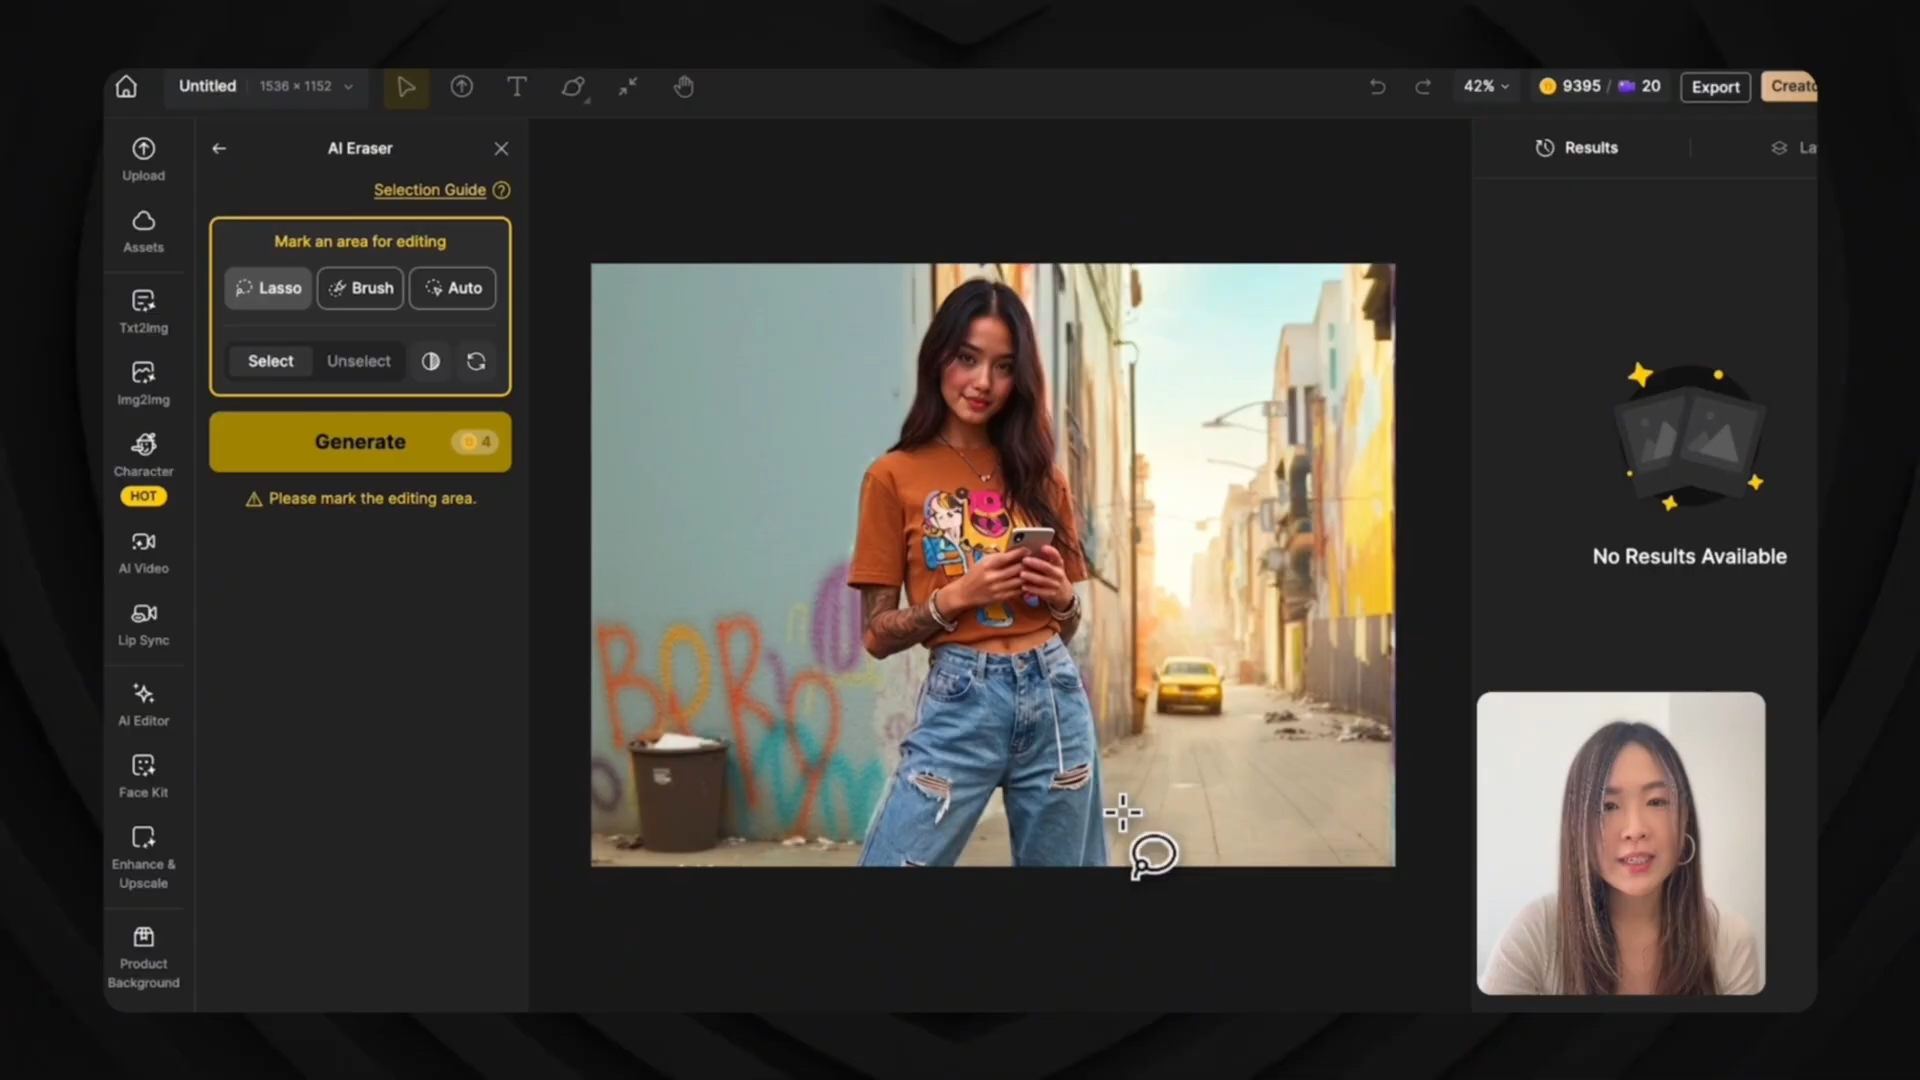 Untitled
1536 × 1152
42%
9395 / 20
Export
Creato
Upload
Assets
Txt2Img
Img2Img
Character
HOT
AI Video
Lip Sync
AI Editor
Face Kit
Enhance &
Upscale
Product
Background
AI Eraser
Selection Guide ?
Mark an area for editing
Lasso
Brush
Auto
Select
Unselect
Generate
4
Please mark the editing area.
Results
La
No Results Available